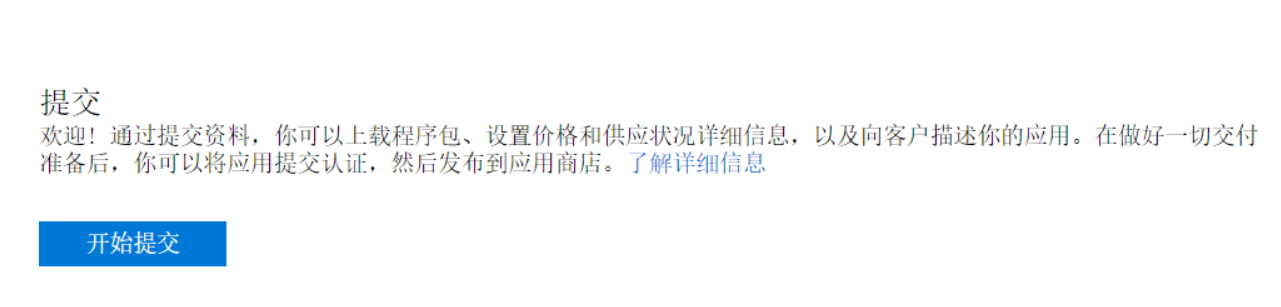 提交
欢迎! 通过提交资料，你可以上载程序包、设置价格和供应状况详细信息，以及向客户描述你的应用。在做好一切交付
准备后，你可以将应用提交认证，然后发布到应用商店。了解详细信息
开始提交